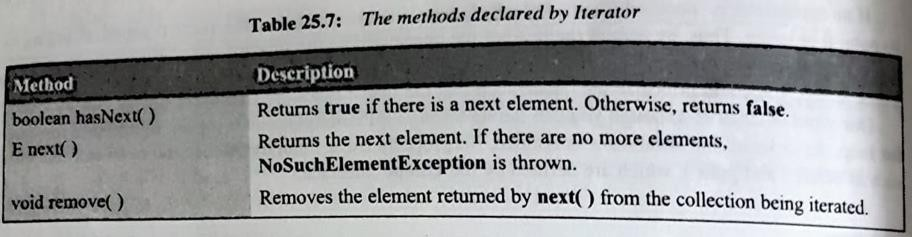 Table 25.7: The methods declared by Iterator
Method Description
boolean hasNext( ) Returns true if there is a next element. Otherwise, returns false.
E next( ) Returns the next element. If there are no more elements,
NoSuchElementException is thrown.
void remove( ) Removes the element returned by next( ) from the collection being iterated.